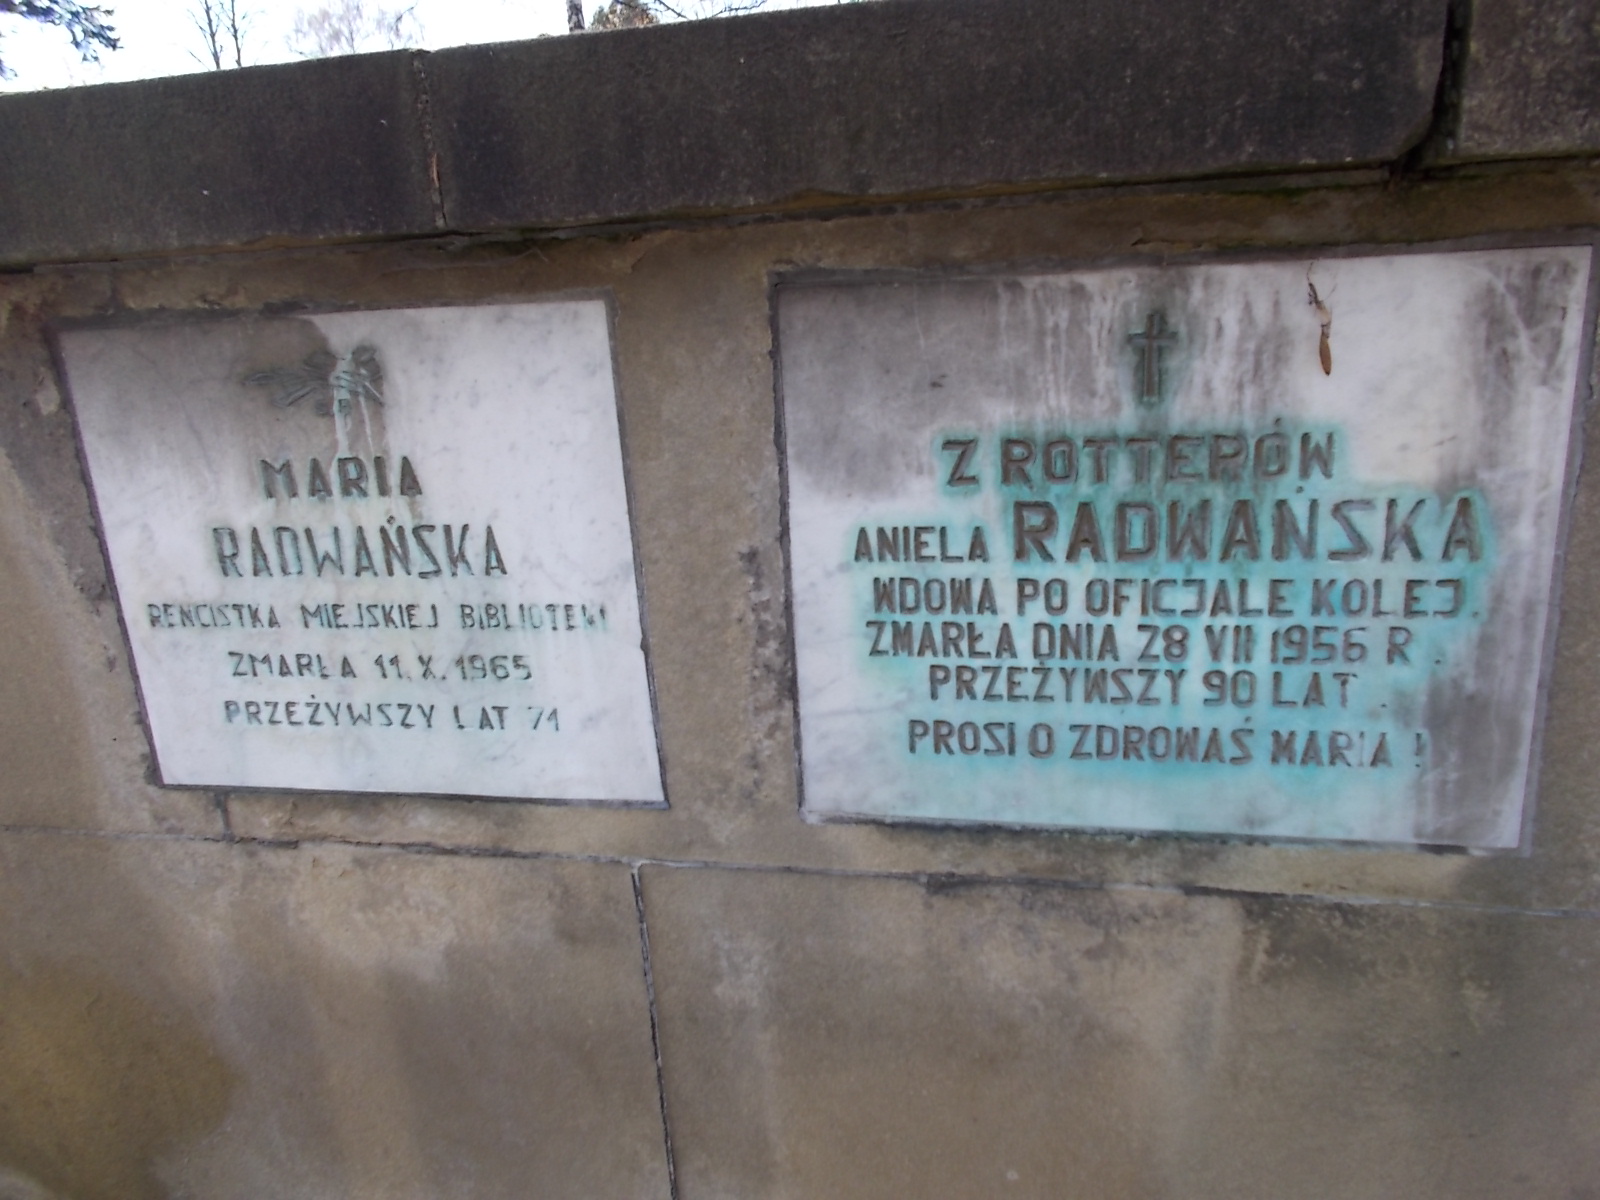 MARIA
RADWAŃSKA
RENCISTKA MIEJSKIEJ BIBLIOTEKI
ZMARŁA 11. X. 1965
PRZEŻYWSZY LAT 71
Z ROTTERÓW
ANIELA RADWAŃSKA
WDOWA PO OFICJALE KOLEJ.
ZMARŁA DNIA 28 VII 1956 R.
PRZEŻYWSZY 90 LAT.
PROSI O ZDROWAŚ MARIA!